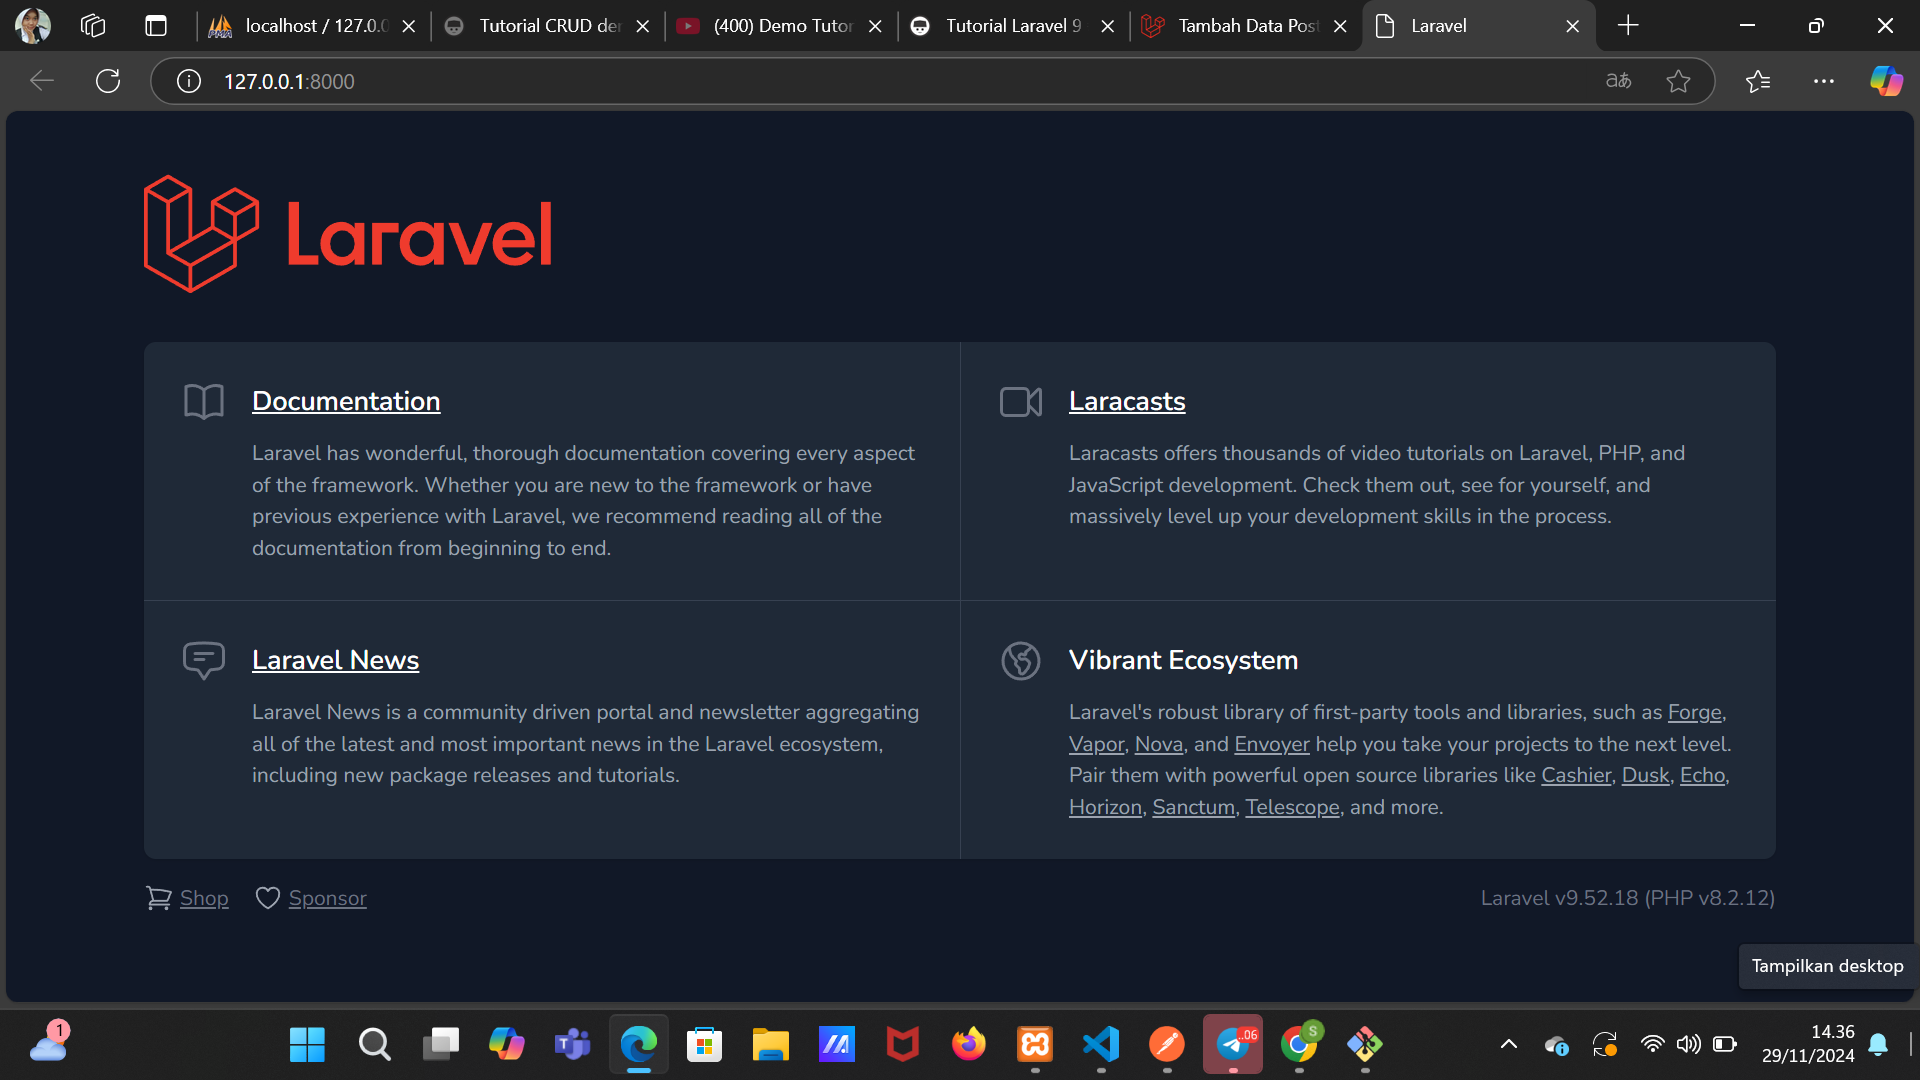 localhost / 127.0.0
Tutorial CRUD de
(400) Demo Tutor
Tutorial Laravel 9
Tambah Data Post
Laravel
127.0.0.1:8000
Laravel
Documentation
Laravel has wonderful, thorough documentation covering every aspect
of the framework. Whether you are new to the framework or have
previous experience with Laravel, we recommend reading all of the
documentation from beginning to end.
Laracasts
Laracasts offers thousands of video tutorials on Laravel, PHP, and
JavaScript development. Check them out, see for yourself, and
massively level up your development skills in the process.
Laravel News
Laravel News is a community driven portal and newsletter aggregating
all of the latest and most important news in the Laravel ecosystem,
including new package releases and tutorials.
Vibrant Ecosystem
Laravel's robust library of first-party tools and libraries, such as Forge,
Vapor, Nova, and Envoyer help you take your projects to the next level.
Pair them with powerful open source libraries like Cashier, Dusk, Echo,
Horizon, Sanctum, Telescope, and more.
Shop
Sponsor
Laravel v9.52.18 (PHP v8.2.12)
Tampilkan desktop
1
..06
S
14.36
29/11/2024